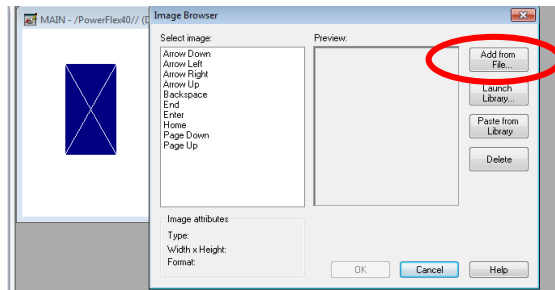 MAIN - /PowerFlex40// (D
Image Browser
Select image:
Preview:
Arrow Down
Arrow Left
Arrow Right
Arrow Up
Backspace
End
Enter
Home
Page Down
Page Up
Add from
File...
Launch
Library...
Paste from
Library
Delete
Image attributes
Type:
Width x Height:
Format:
OK
Cancel
Help